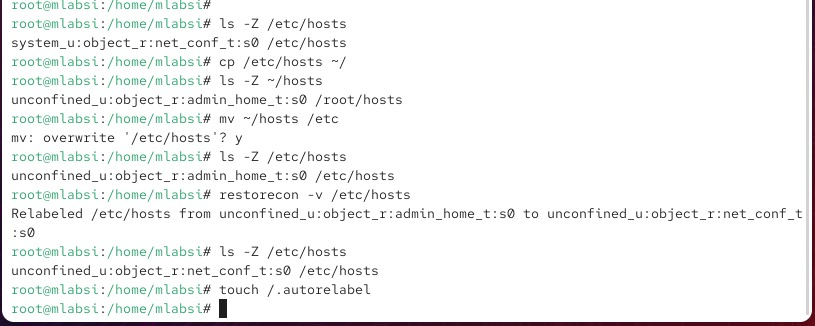 root@mlabsi:/home/mlabsi#
root@mlabsi:/home/mlabsi# ls -Z /etc/hosts
system_u:object_r:net_conf_t:s0 /etc/hosts
root@mlabsi:/home/mlabsi# cp /etc/hosts ~/
root@mlabsi:/home/mlabsi# ls -Z ~/hosts
unconfined_u:object_r:admin_home_t:s0 /root/hosts
root@mlabsi:/home/mlabsi# mv ~/hosts /etc
mv: overwrite '/etc/hosts'? y
root@mlabsi:/home/mlabsi# ls -Z /etc/hosts
unconfined_u:object_r:admin_home_t:s0 /etc/hosts
root@mlabsi:/home/mlabsi# restorecon -v /etc/hosts
Relabeled /etc/hosts from unconfined_u:object_r:admin_home_t:s0 to unconfined_u:object_r:net_conf_t
:s0
root@mlabsi:/home/mlabsi# ls -Z /etc/hosts
unconfined_u:object_r:net_conf_t:s0 /etc/hosts
root@mlabsi:/home/mlabsi# touch /.autorelabel
root@mlabsi:/home/mlabsi#